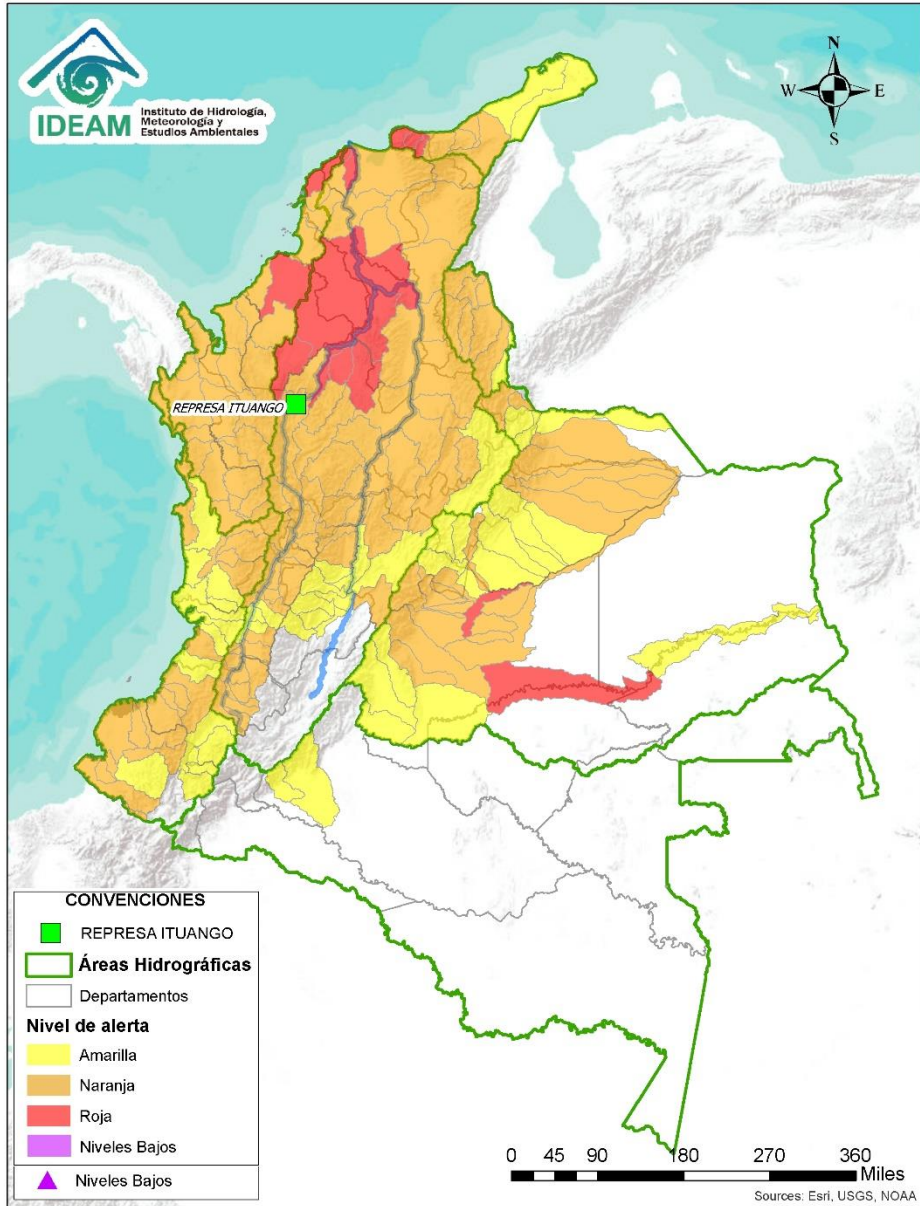 IDEAM
Instituto de Hidrología,
Meteorología y
Estudios Ambientales
N
W
E
S
REPRESA ITUANGO
CONVENCIONES
REPRESA ITUANGO
Áreas Hidrográficas
Departamentos
Nivel de alerta
Amarilla
Naranja
Roja
Niveles Bajos
Niveles Bajos
0 45 90 180 270 360
Miles
Sources: Esri, USGS, NOAA